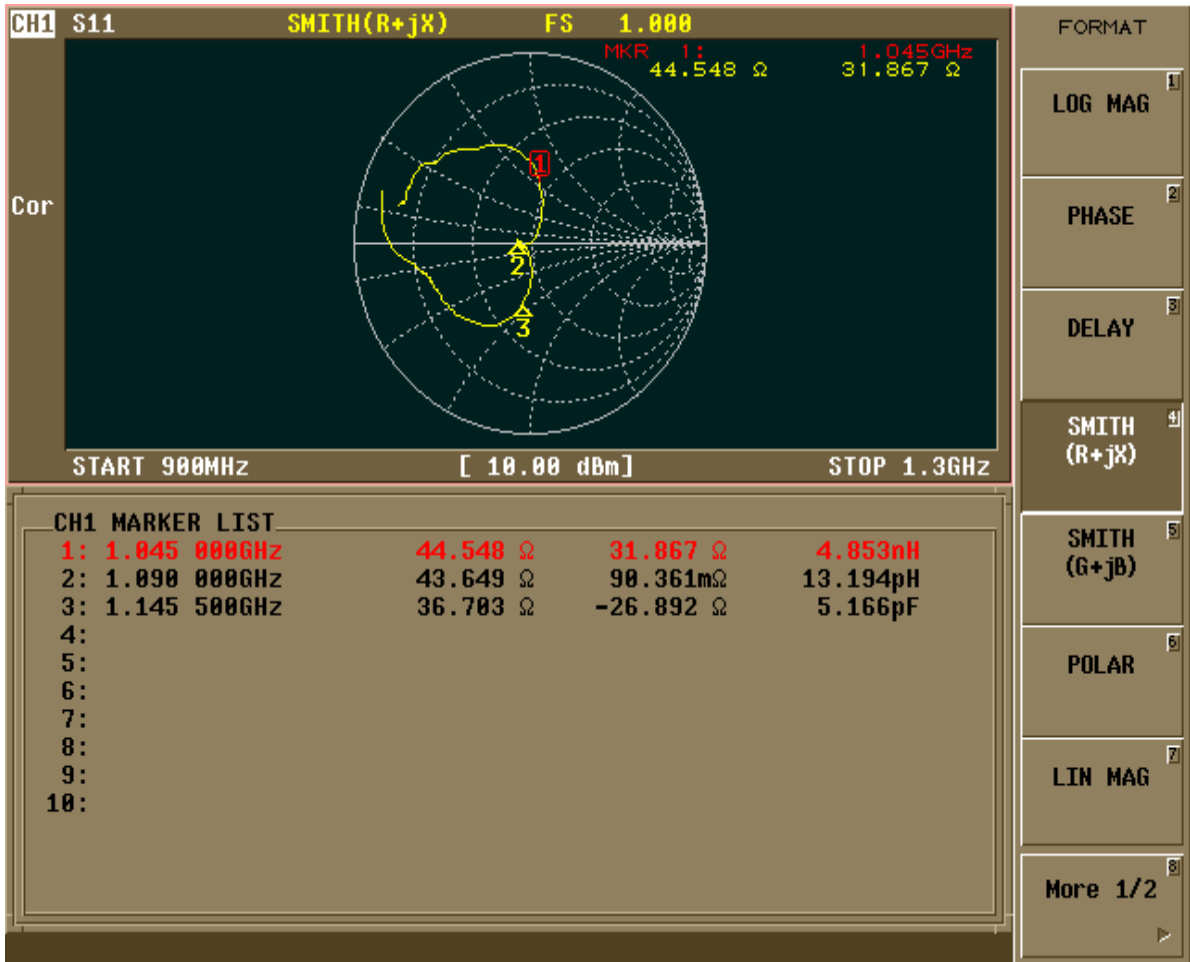 CH1 S11 SMITH(R+jX) FS 1.000
MKR 1: 1.045GHz
44.548 Ω 31.867 Ω
1
2
3
Cor
START 900MHz [ 10.00 dBm] STOP 1.3GHz
CH1 MARKER LIST
1: 1.045 000GHz 44.548 Ω 31.867 Ω 4.853nH
2: 1.090 000GHz 43.649 Ω 90.361mΩ 13.194pH
3: 1.145 500GHz 36.703 Ω -26.892 Ω 5.166pF
4:
5:
6:
7:
8:
9:
10:
FORMAT
1
LOG MAG
2
PHASE
3
DELAY
4
SMITH
(R+jX)
5
SMITH
(G+jB)
6
POLAR
7
LIN MAG
8
More 1/2